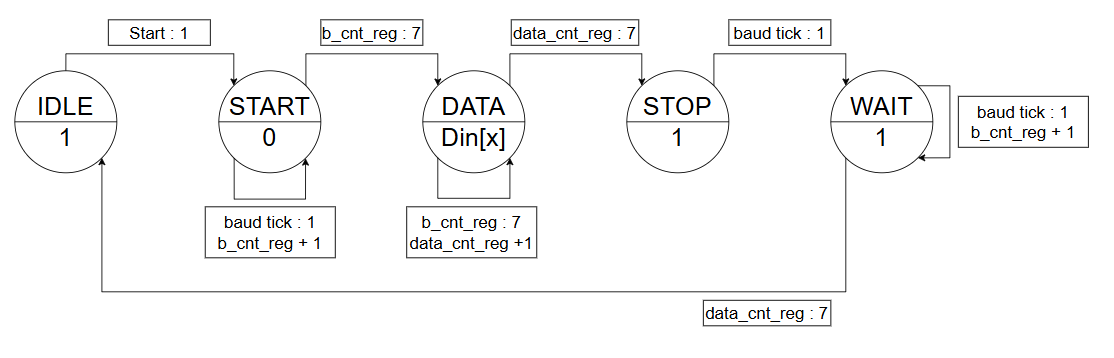 Start : 1
b_cnt_reg : 7
data_cnt_reg : 7
baud tick : 1
IDLE
1
START
0
DATA
Din[x]
STOP
1
WAIT
1
baud tick : 1
b_cnt_reg + 1
baud tick : 1
b_cnt_reg + 1
b_cnt_reg : 7
data_cnt_reg +1
data_cnt_reg : 7